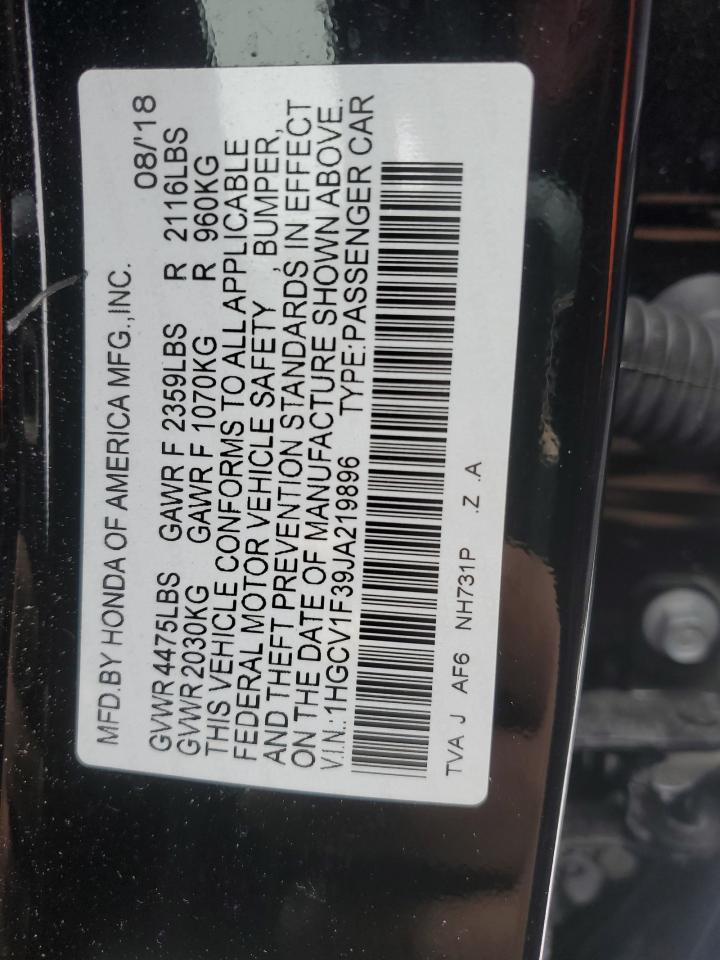 MFD.BY HONDA OF AMERICA MFG.,INC. 08/'18
GVWR 4475LBS GAWR F 2359LBS R 2116LBS
GVWR 2030KG GAWR F 1070KG R 960KG
THIS VEHICLE CONFORMS TO ALL APPLICABLE
FEDERAL MOTOR VEHICLE SAFETY , BUMPER,
AND THEFT PREVENTION STANDARDS IN EFFECT
ON THE DATE OF MANUFACTURE SHOWN ABOVE.
V.I.N.:1HGCV1F39JA219896 TYPE:PASSENGER CAR
TVA J AF6 NH731P .Z .A